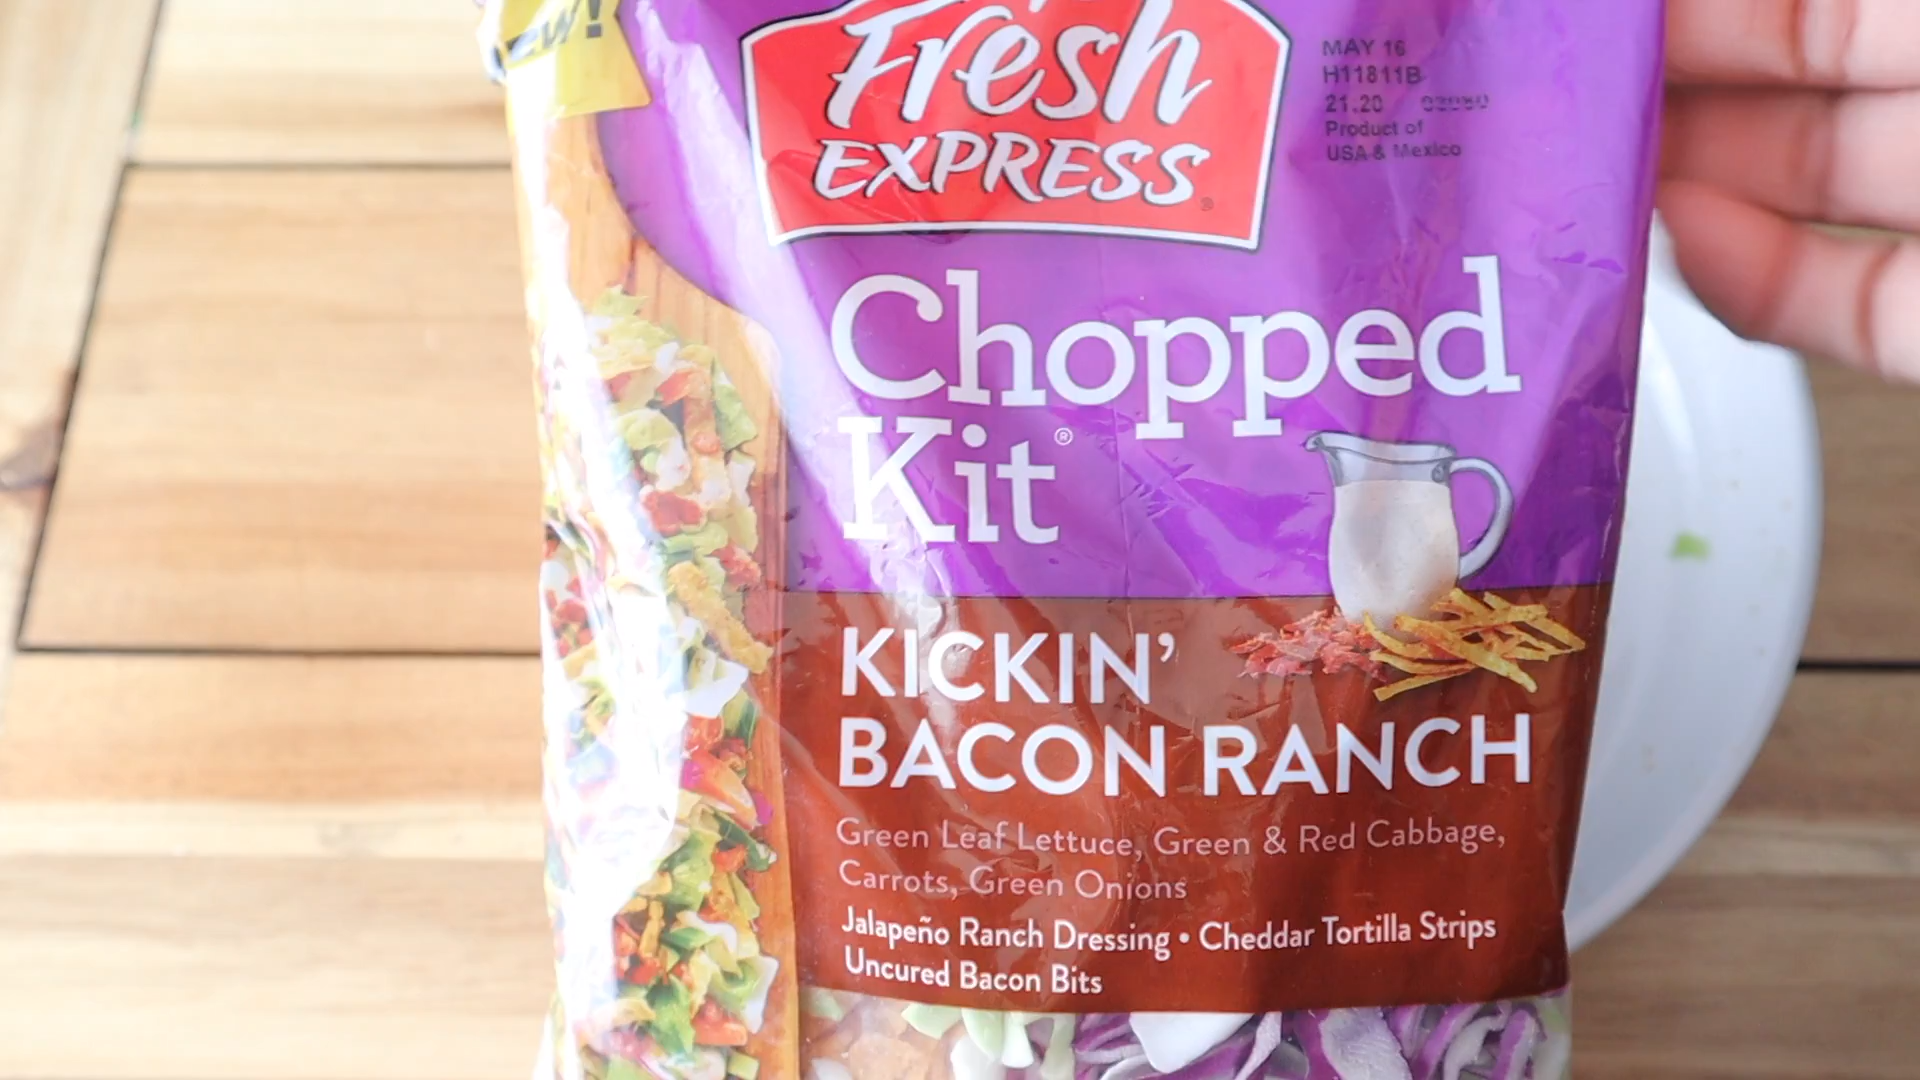 Fresh
EXPRESS®
MAY 16
H11811B
21.20
Product of
USA & Mexico
Chopped
Kit®
KICKIN'
BACON RANCH
Green Leaf Lettuce, Green & Red Cabbage,
Carrots, Green Onions
Jalapeño Ranch Dressing • Cheddar Tortilla Strips
Uncured Bacon Bits